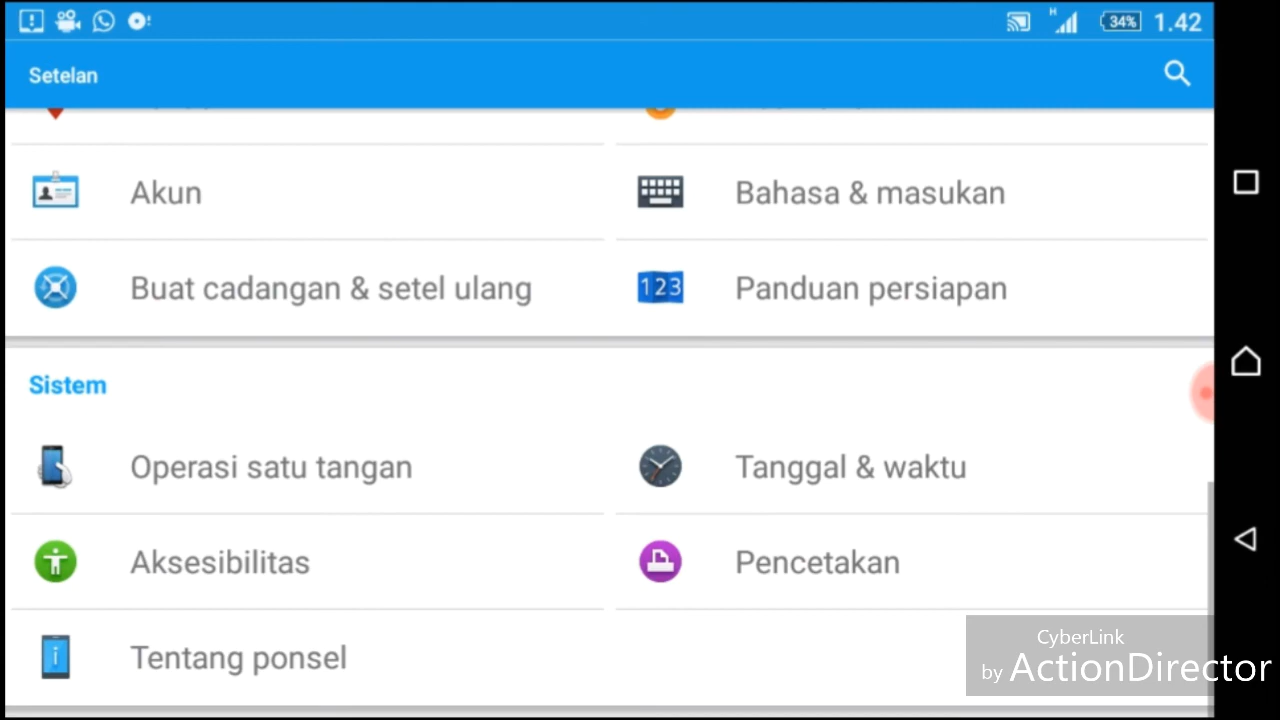 H 34% 1.42
Setelan
Akun
Bahasa & masukan
Buat cadangan & setel ulang
123 Panduan persiapan
Sistem
Operasi satu tangan
Tanggal & waktu
Aksesibilitas
Pencetakan
Tentang ponsel
CyberLink
by ActionDirector